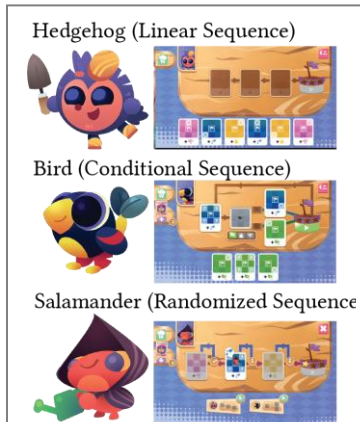 Hedgehog (Linear Sequence)
Bird (Conditional Sequence)
Salamander (Randomized Sequence